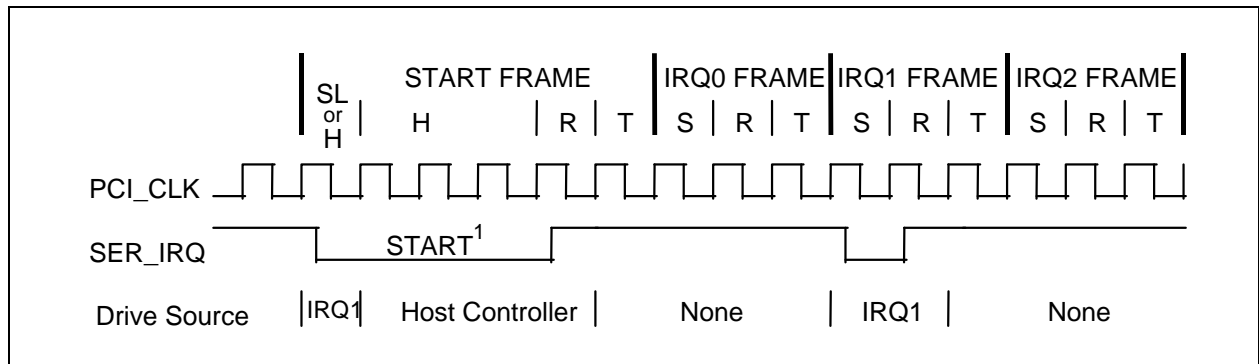 START FRAME IRQ0 FRAME IRQ1 FRAME IRQ2 FRAME
SL
or
H
H R T S R T S R T S R T
PCI_CLK
SER_IRQ START1
Drive Source IRQ1 Host Controller None IRQ1 None